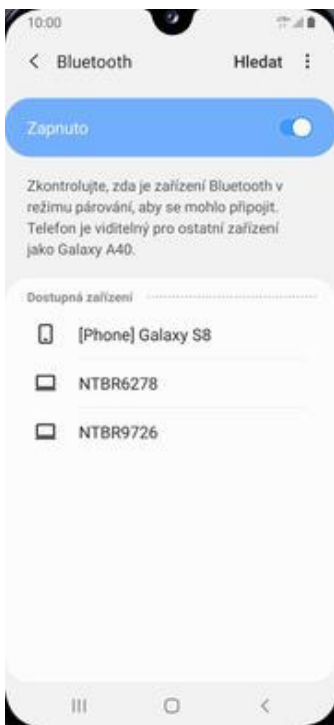 10:00
Bluetooth
Hledat
Zapnuto
Zkontrolujte, zda je zařízení Bluetooth v
režimu párování, aby se mohlo připojit.
Telefon je viditelný pro ostatní zařízení
jako Galaxy A40.
Dostupná zařízení
[Phone] Galaxy S8
NTBR6278
NTBR9726